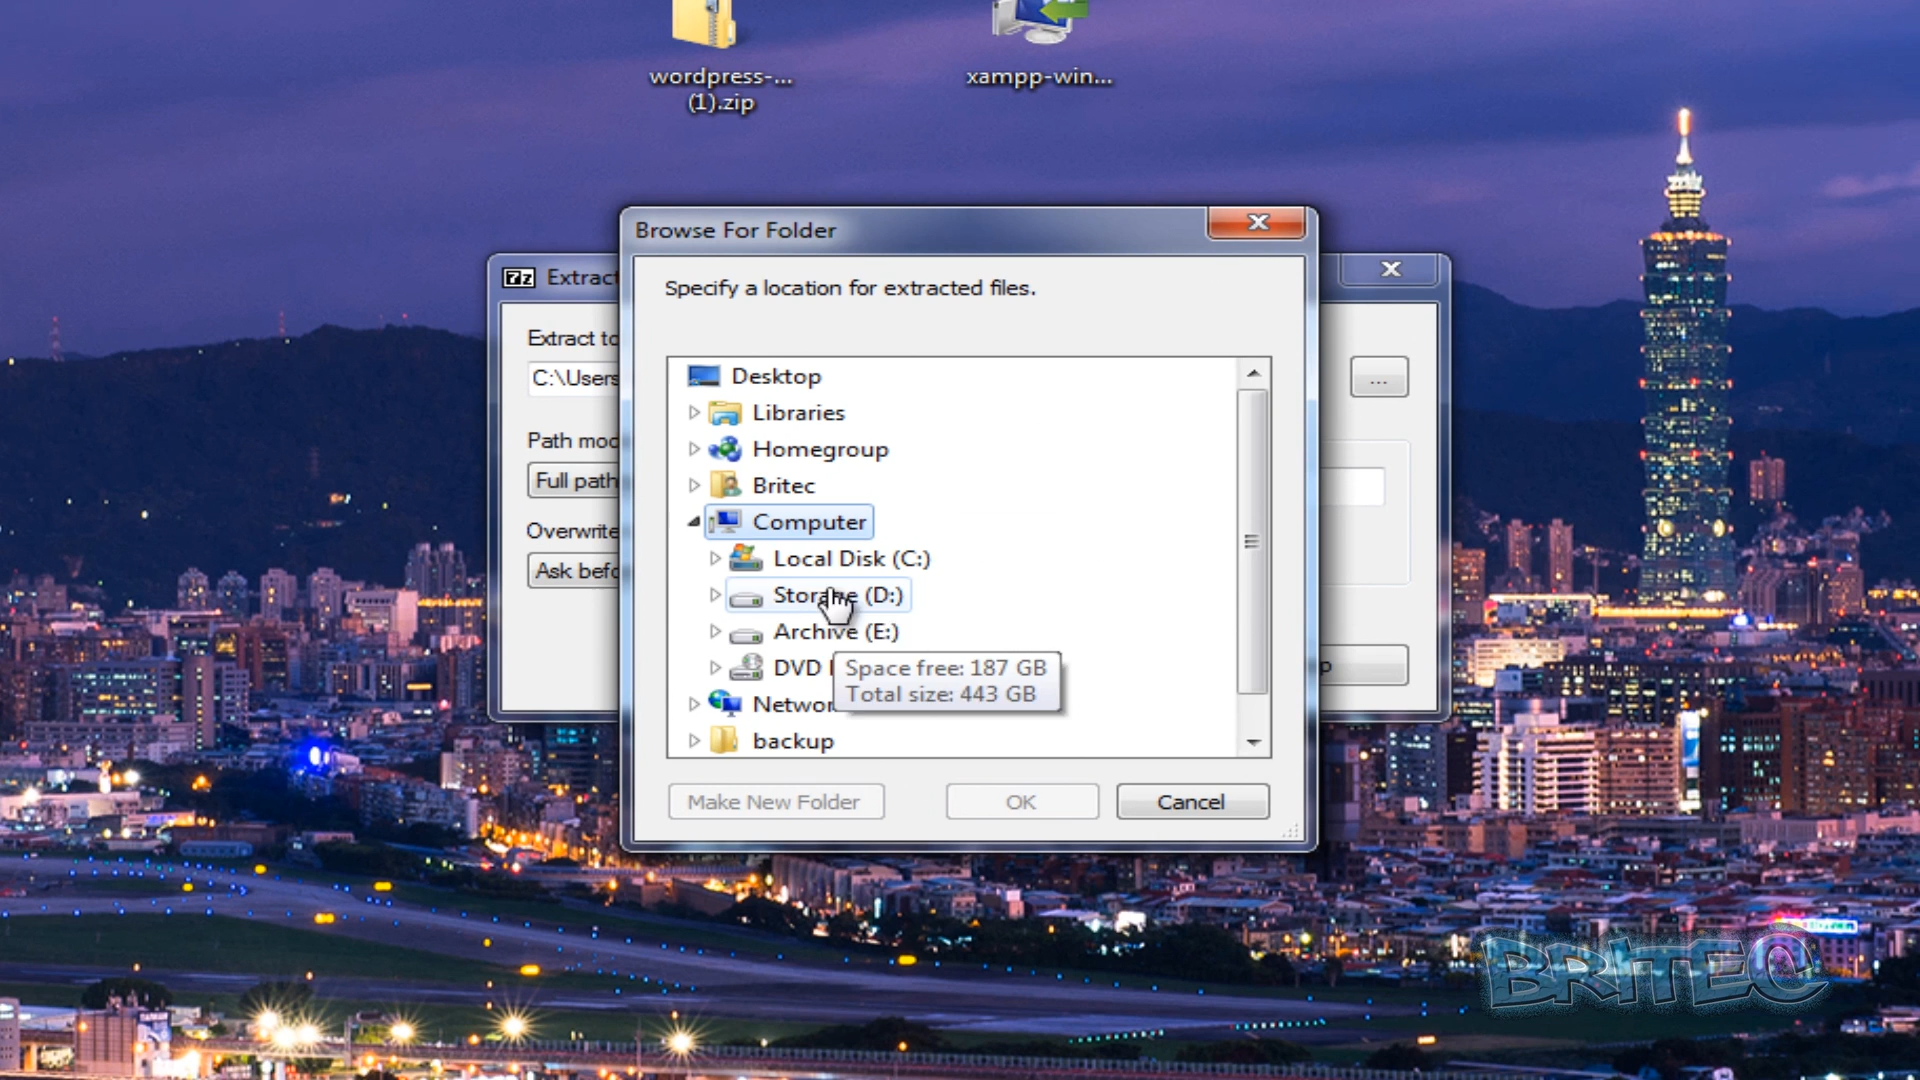 wordpress-...
(1).zip
xampp-win...
Browse For Folder
7z Extract
Specify a location for extracted files.
Extract to
C:\Users
...
Path mod
Full path
Overwrite
Ask befo
Desktop
Libraries
Homegroup
Britec
Computer
Local Disk (C:)
Storage (D:)
Archive (E:)
DVD
Space free: 187 GB
Total size: 443 GB
Networ
backup
p
Make New Folder
OK
Cancel
BRITEC